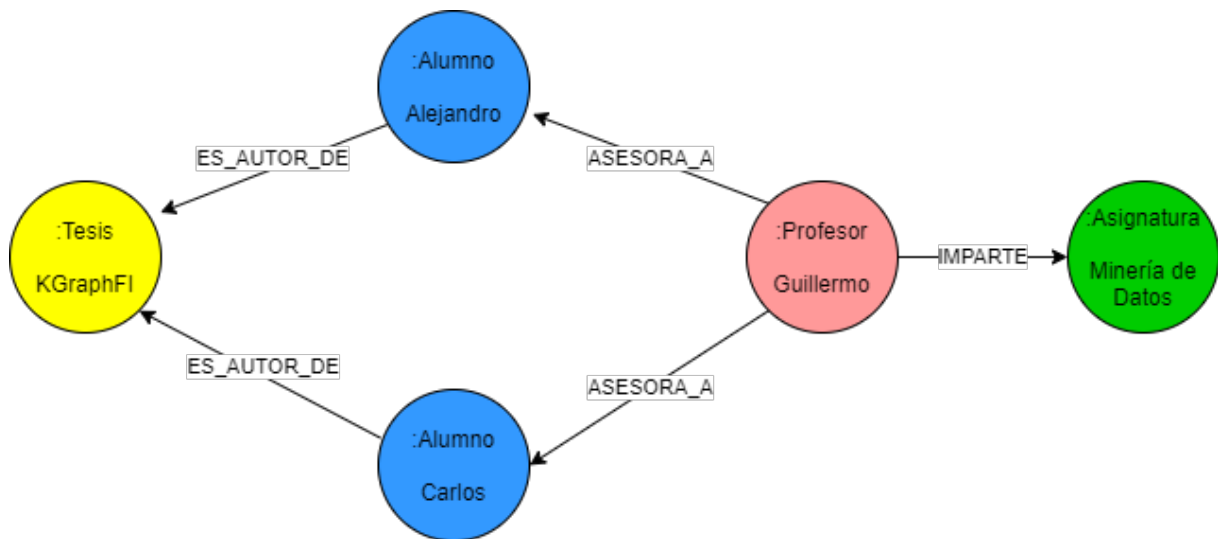 :Alumno
Alejandro
ES_AUTOR_DE
ASESORA_A
:Tesis
KGraphFI
:Profesor
Guillermo
IMPARTE
:Asignatura
Minería de
Datos
ES_AUTOR_DE
ASESORA_A
:Alumno
Carlos